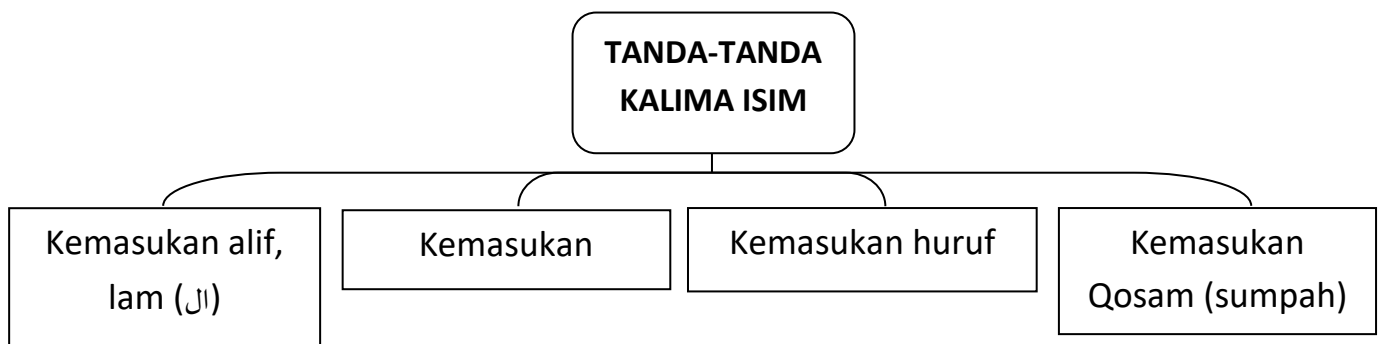 TANDA-TANDA
KALIMA ISIM
Kemasukan alif,
lam (ال)
Kemasukan
Kemasukan huruf
Kemasukan
Qosam (sumpah)